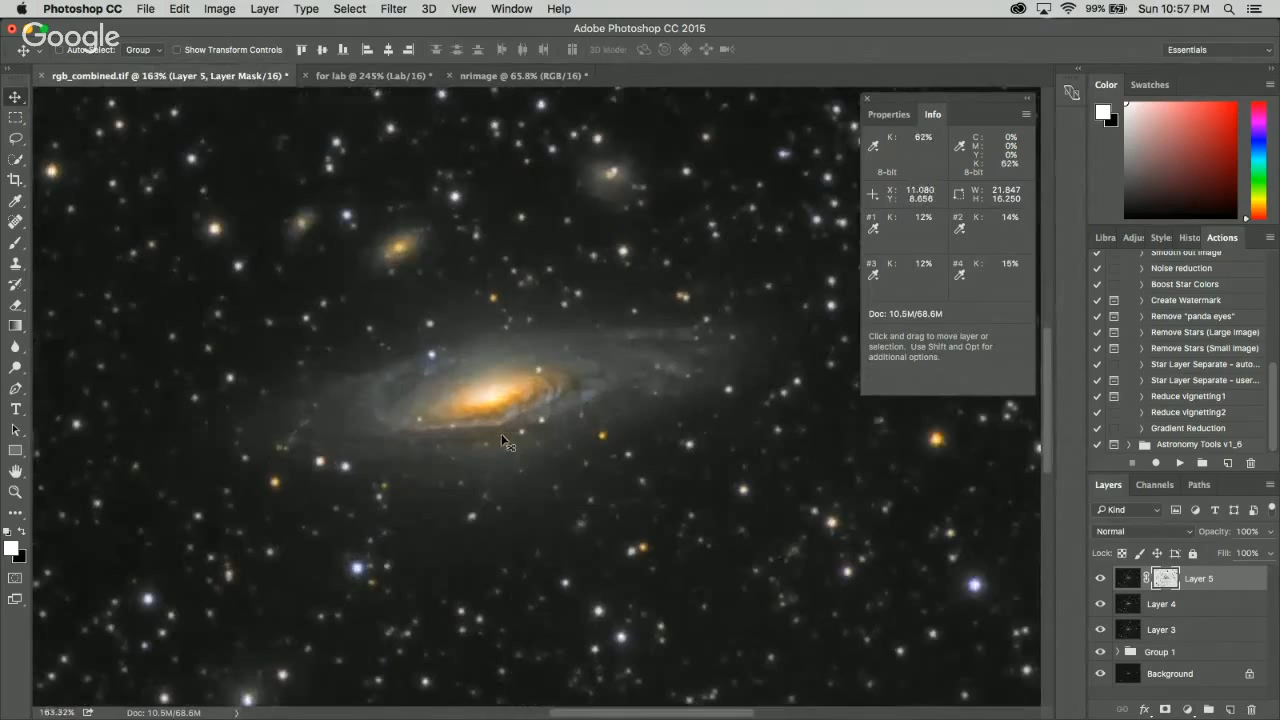 Photoshop CC File Edit Image Layer Type Select Filter 3D View Window Help 99% Sun 10:57 PM
Adobe Photoshop CC 2015
Google
Auto-Select: Group Show Transform Controls 3D Mode: Essentials
rgb_combined.tif @ 163% (Layer 5, Layer Mask/16) * for lab @ 245% (Lab/16) * nrimage @ 65.8% (RGB/16) *
Properties Info
K: 62% C: 0%
M: 0%
Y: 0%
K: 62%
8-bit 8-bit
X: 11.080 W: 21.847
Y: 8.656 H: 16.250
#1 K: 12% #2 K: 14%
#3 K: 12% #4 K: 15%
Doc: 10.5M/68.6M
Click and drag to move layer or
selection. Use Shift and Opt for
additional options.
Color Swatches
Libra Adjus Style Histo Actions
Smooth out image
Noise reduction
Boost Star Colors
Create Watermark
Remove "panda eyes"
Remove Stars (Large Image)
Remove Stars (Small Image)
Star Layer Separate - auto...
Star Layer Separate - user...
Reduce vignetting1
Reduce vignetting2
Gradient Reduction
Astronomy Tools v1_6
Layers Channels Paths
Kind
Normal Opacity: 100%
Lock: Fill: 100%
Layer 5
Layer 4
Layer 3
Group 1
Background
163.32% Doc: 10.5M/68.6M